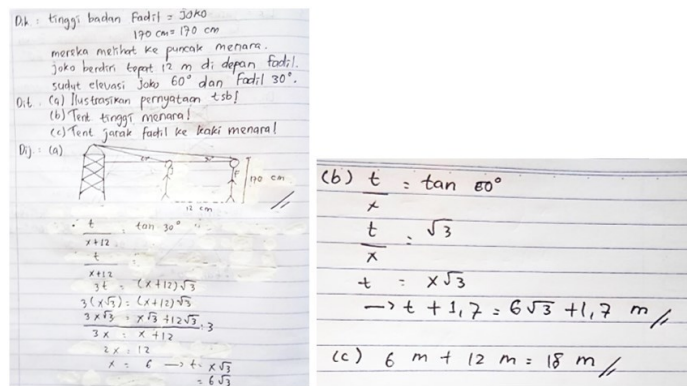 Dik : tinggi badan Fadil = Joko
170 cm = 170 cm
mereka melihat ke puncak menara.
Joko berdiri tepat 12 m di depan Fadil.
sudut elevasi Joko 60° dan Fadil 30°.
Dit : (a) Ilustrasikan pernyataan tsb!
(b) Tent tinggi menara!
(c) Tent jarak fadil ke kaki menara!
Dij : (a)
J
F
170 cm
12 cm
t / x+12 = tan 30°
t / x+12 =
3t = (x+12)√3
3(x√3) = (x+12)√3
3x√3 = x√3 + 12√3 :3
3x = x + 12
2x = 12
x = 6 → t = x√3
= 6√3
(b) t / x = tan 60°
t / x = √3
t = x√3
→ t + 1,7 = 6√3 + 1,7 m
(c) 6 m + 12 m = 18 m